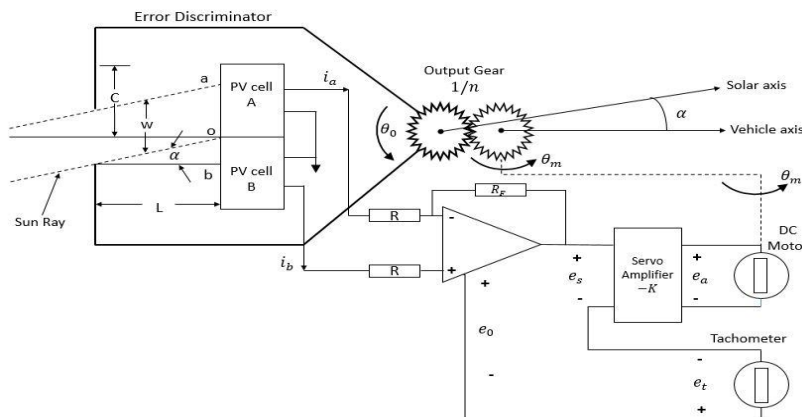 Error Discriminator
a
C
w
o
α
b
L
Sun Ray
PV cell
A
PV cell
B
i_a
i_b
Output Gear
1/n
θ_0
θ_m
Solar axis
α
Vehicle axis
θ_m
R
R
R_F
-
+
+
e_0
-
+
e_s
-
Servo
Amplifier
-K
+
e_a
-
DC
Moto
Tachometer
-
e_t
+